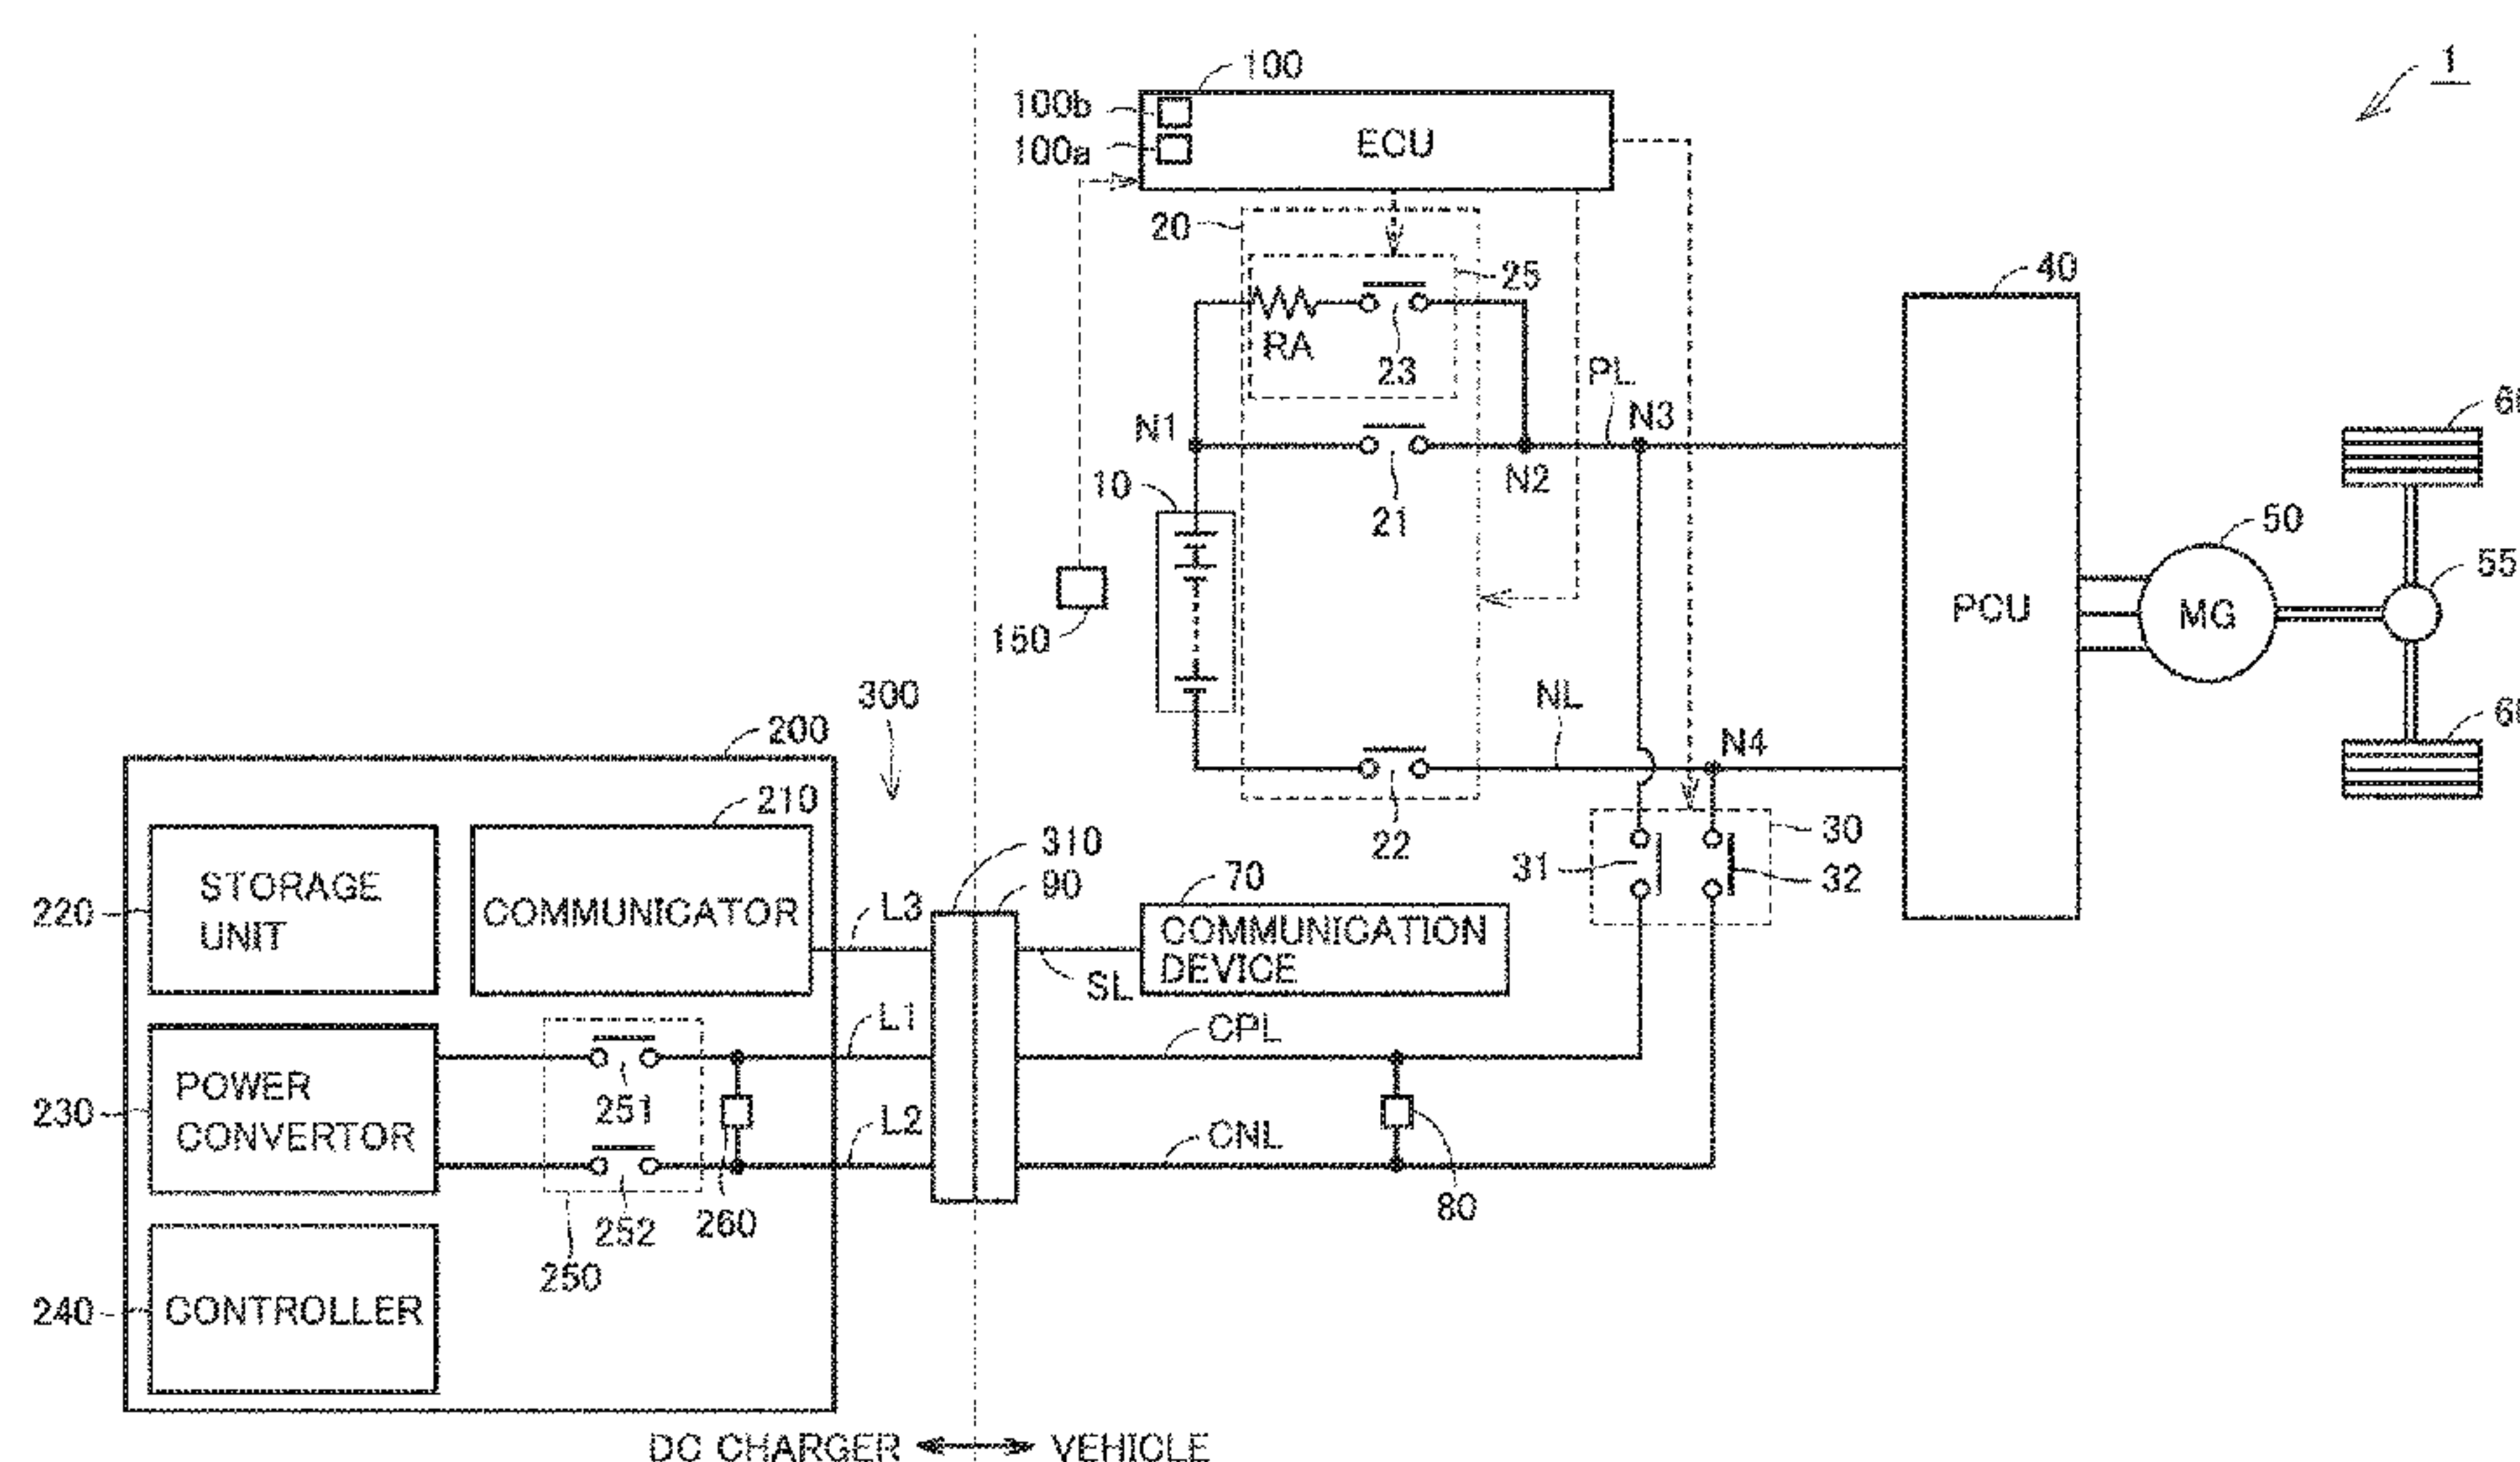 1
100
100b
100a
ECU
20
25
RA
23
40
PL
N3
N1
N2
10
21
50
55
PCU
MG
150
300
NL
N4
200
210
22
30
310
90
31
32
70
STORAGE
UNIT
220
COMMUNICATOR
L3
COMMUNICATION
DEVICE
SL
L1
CPL
POWER
CONVERTOR
230
251
L2
CNL
252
260
80
250
240
CONTROLLER
DC CHARGER
VEHICLE